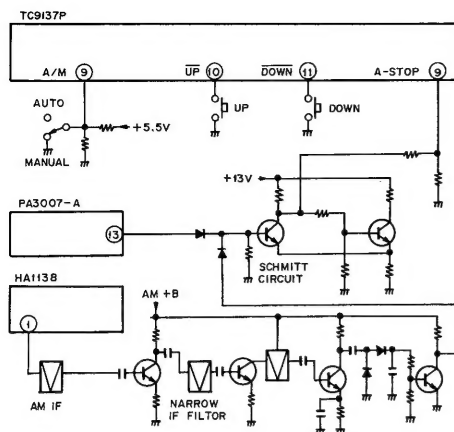 TC9137P
A/M
9
UP
10
DOWN
11
A-STOP
9
AUTO
MANUAL
+5.5V
UP
DOWN
+13V
PA3007-A
13
SCHMITT
CIRCUIT
HA1138
1
AM +B
AM IF
NARROW
IF FILTOR